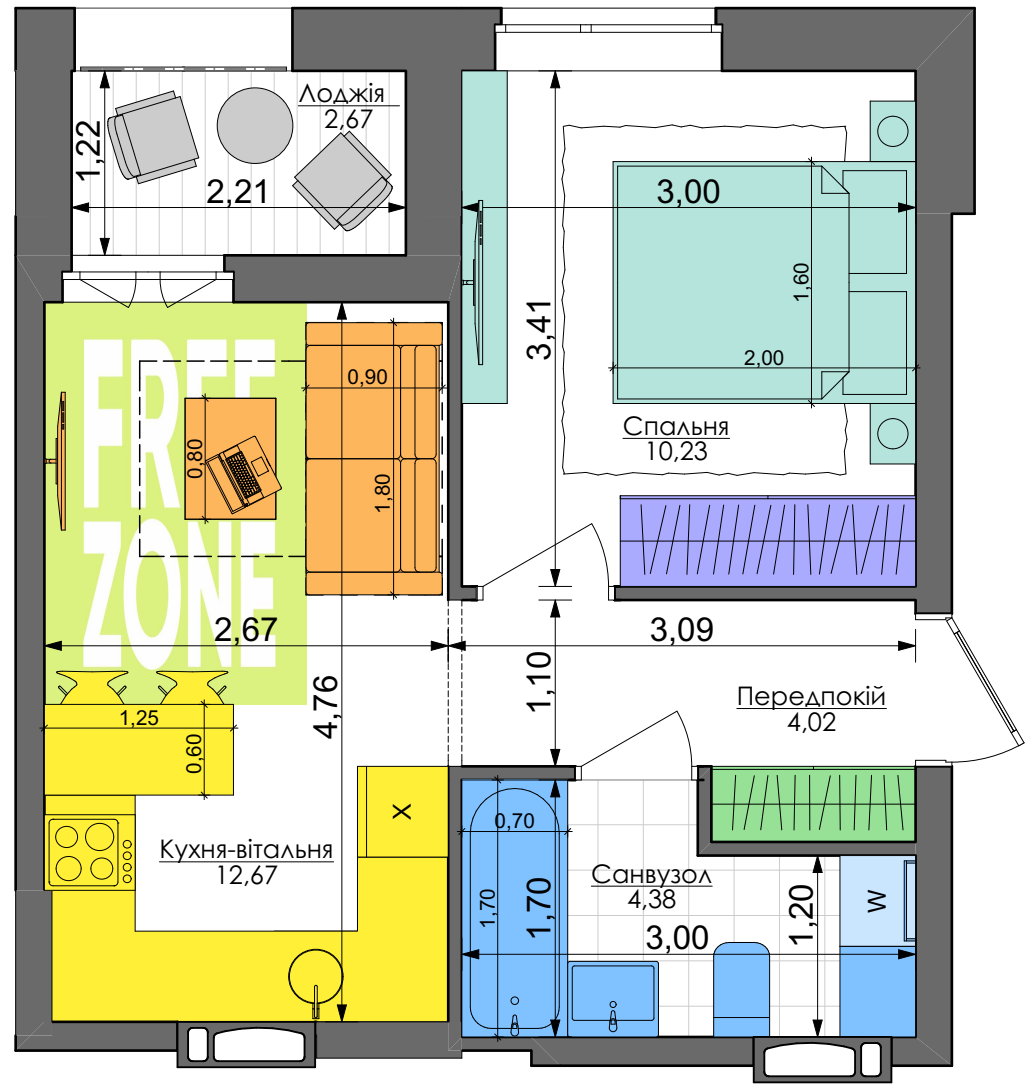 Лоджія
2,67
1,22
2,21
3,00
3,41
1,60
2,00
Спальня
10,23
FREE
ZONE
0,90
0,80
1,80
2,67
4,76
3,09
1,10
Передпокій
4,02
1,25
0,60
X
Кухня-вітальня
12,67
0,70
1,70
1,70
Санвузол
4,38
3,00
1,20
W